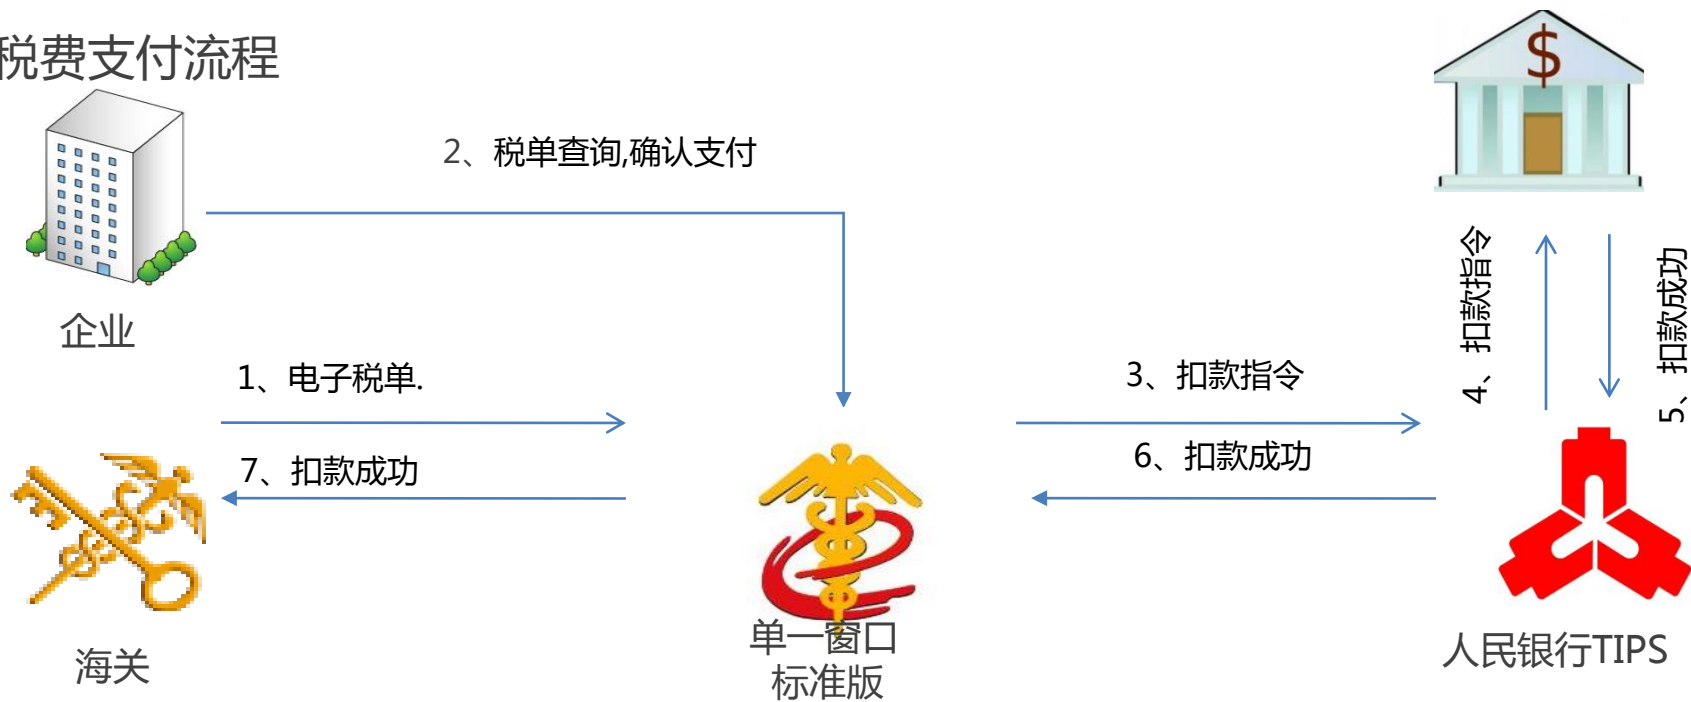 税费支付流程
$
2、税单查询,确认支付
企业
4、扣款指令
5、扣款成功
1、电子税单.
3、扣款指令
7、扣款成功
6、扣款成功
海关
单一窗口
标准版
人民银行TIPS